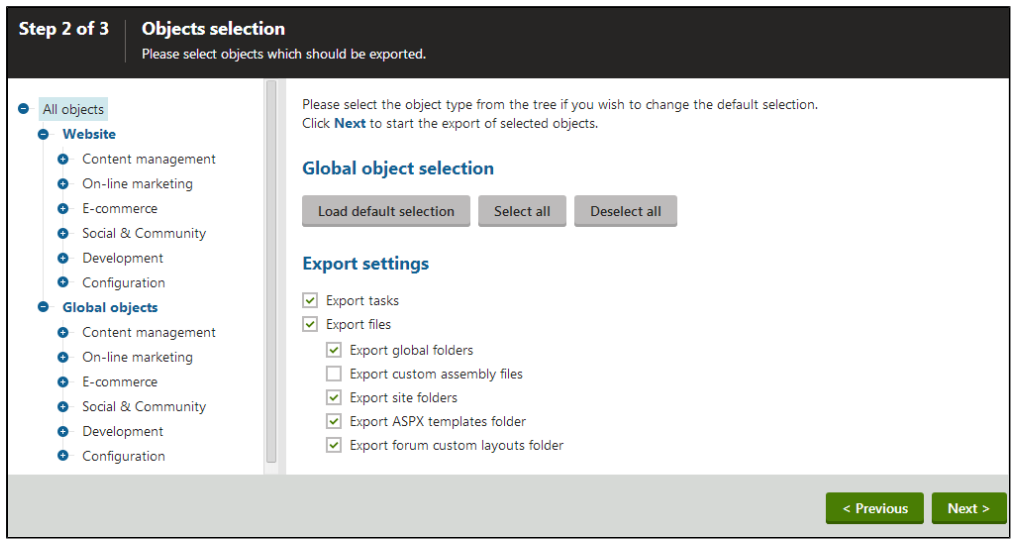 Step 2 of 3
Objects selection
Please select objects which should be exported.
All objects
Website
Content management
On-line marketing
E-commerce
Social & Community
Development
Configuration
Global objects
Content management
On-line marketing
E-commerce
Social & Community
Development
Configuration
Please select the object type from the tree if you wish to change the default selection.
Click Next to start the export of selected objects.
Global object selection
Load default selection Select all Deselect all
Export settings
Export tasks
Export files
Export global folders
Export custom assembly files
Export site folders
Export ASPX templates folder
Export forum custom layouts folder
< Previous Next >